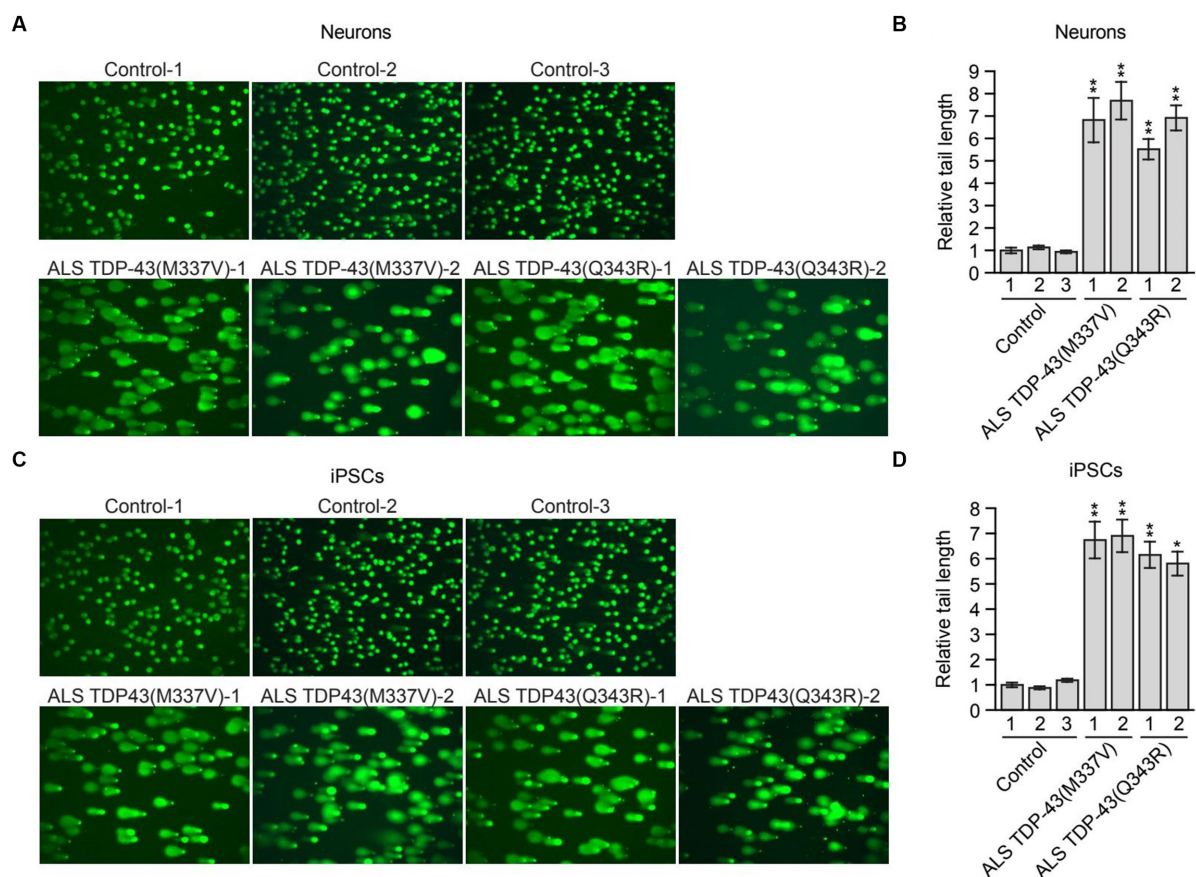 A
Neurons
Control-1 Control-2 Control-3
ALS TDP-43(M337V)-1 ALS TDP-43(M337V)-2 ALS TDP-43(Q343R)-1 ALS TDP-43(Q343R)-2
B
Neurons
Relative tail length
9
8
7
6
5
4
3
2
1
0
** ** ** **
1 2 3 1 2 1 2
Control
ALS TDP-43(M337V)
ALS TDP-43(Q343R)
C
iPSCs
Control-1 Control-2 Control-3
ALS TDP43(M337V)-1 ALS TDP43(M337V)-2 ALS TDP43(Q343R)-1 ALS TDP43(Q343R)-2
D
iPSCs
Relative tail length
8
7
6
5
4
3
2
1
0
** ** ** *
1 2 3 1 2 1 2
Control
ALS TDP-43(M337V)
ALS TDP-43(Q343R)